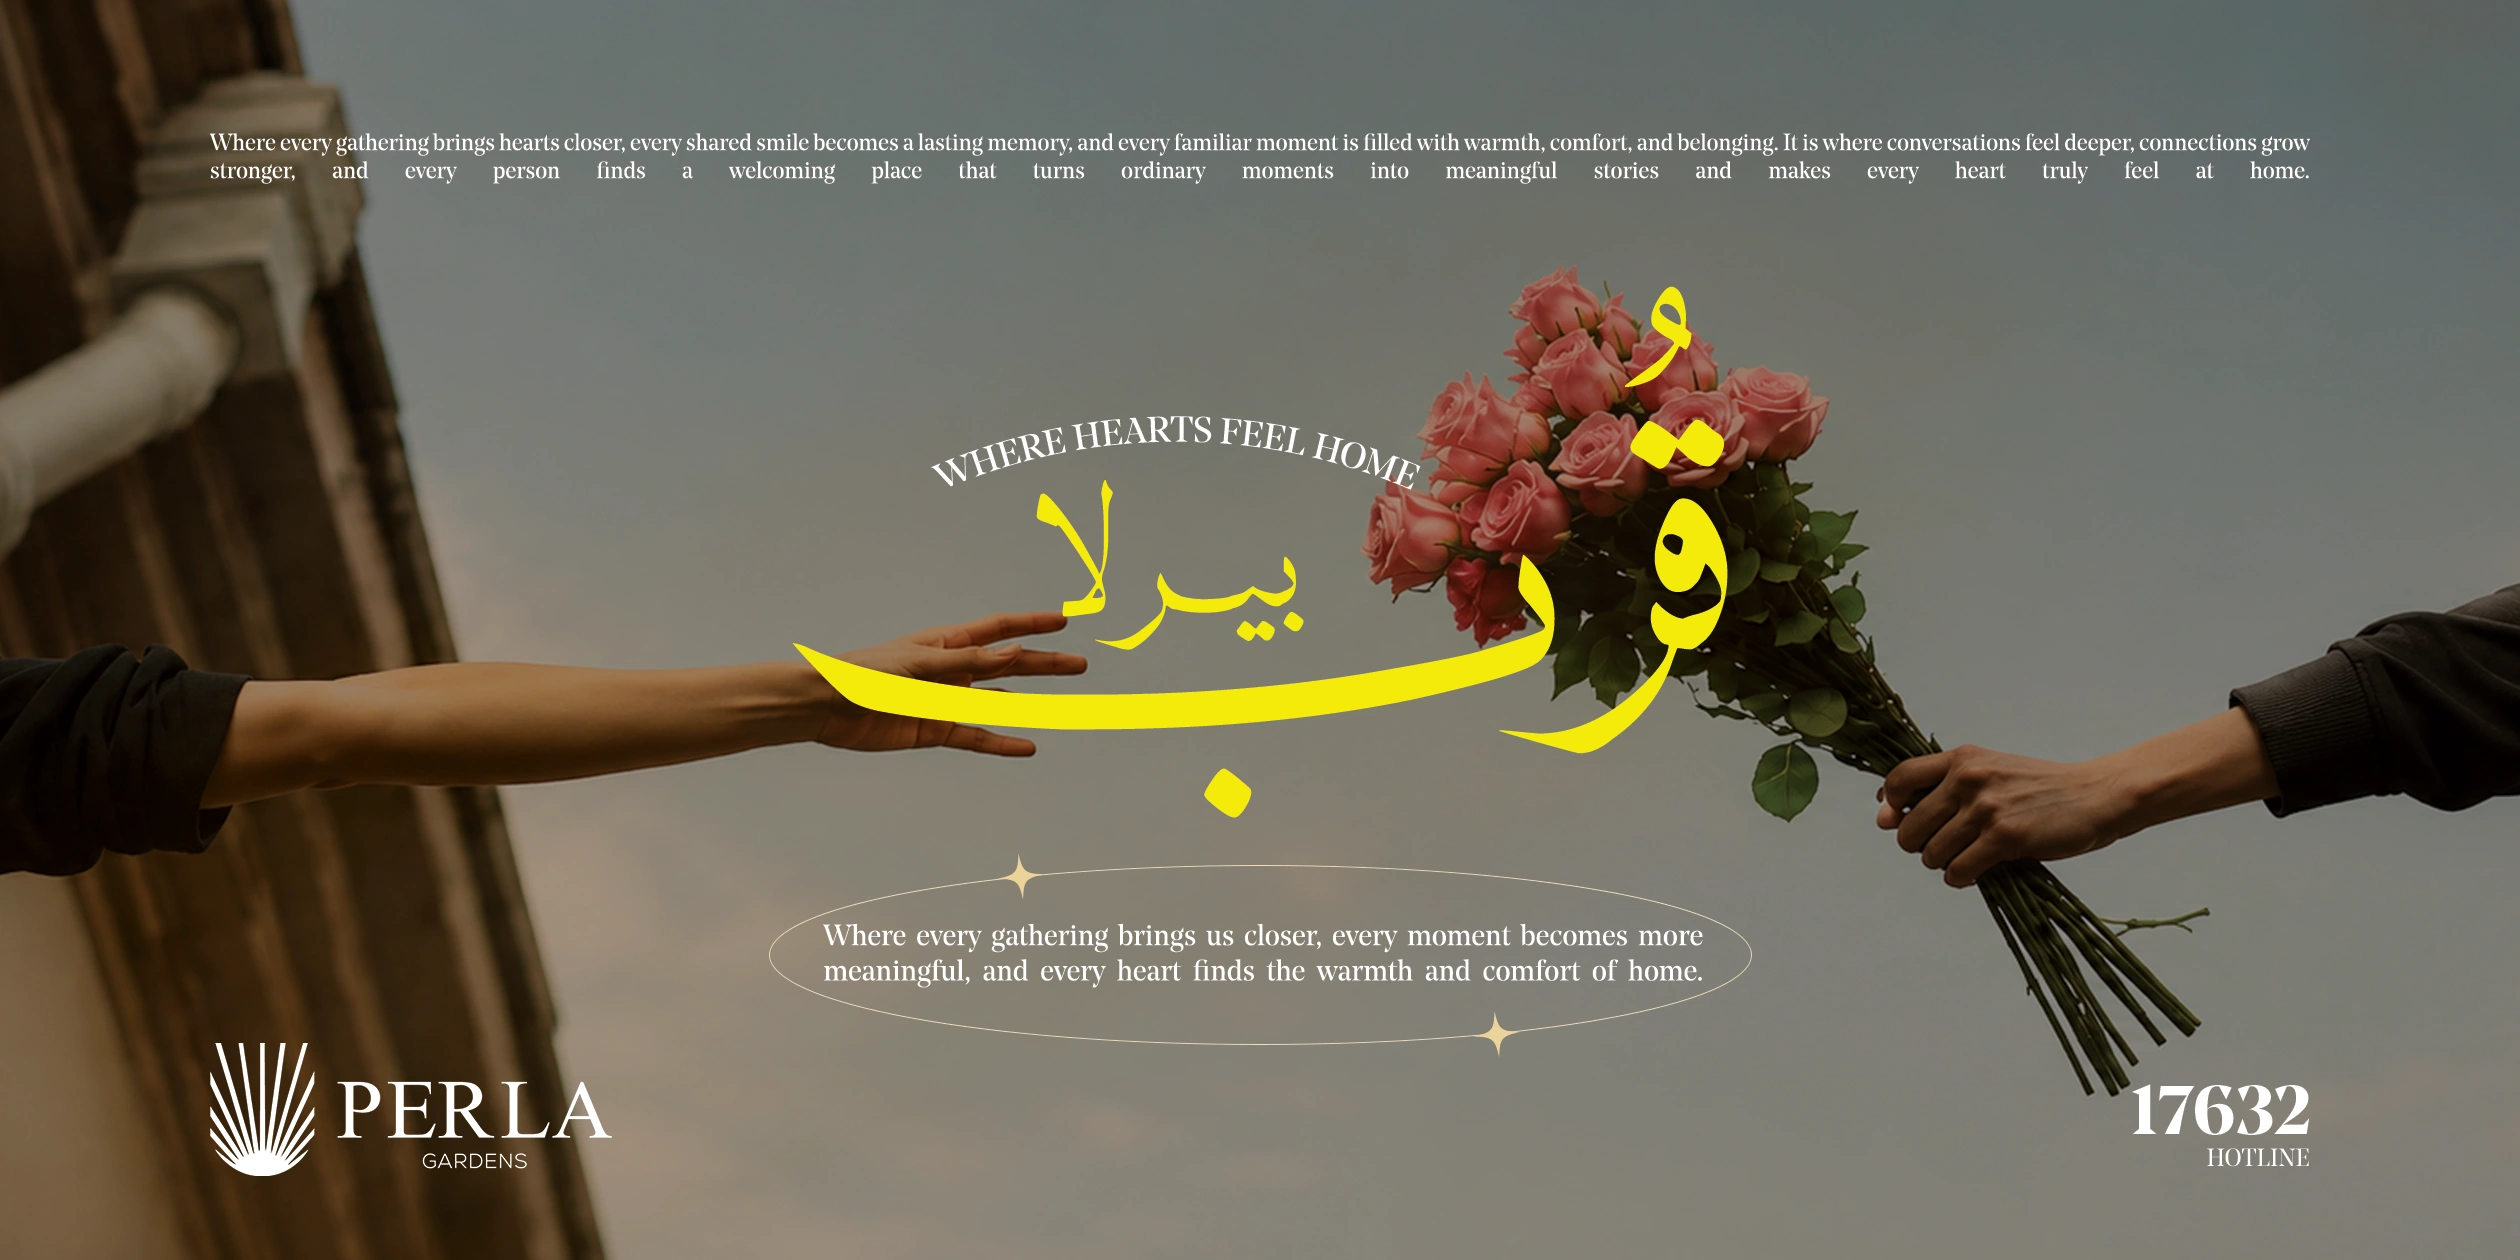 Where every gathering brings hearts closer, every shared smile becomes a lasting memory, and every familiar moment is filled with warmth, comfort, and belonging. It is where conversations feel deeper, connections grow
stronger, and every person finds a welcoming place that turns ordinary moments into meaningful stories and makes every heart truly feel at home.
WHERE HEARTS FEEL HOME
قُرب
بيرلا
Where every gathering brings us closer, every moment becomes more
meaningful, and every heart finds the warmth and comfort of home.
PERLA
GARDENS
17632
HOTLINE